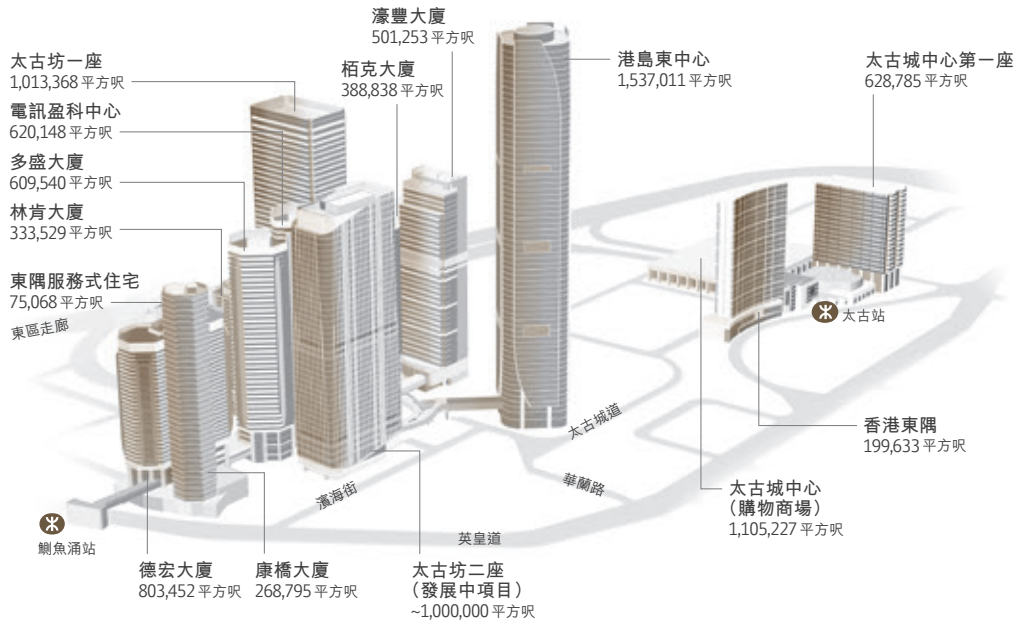 濠豐大廈
501,253 平方呎
太古坊一座
1,013,368 平方呎
栢克大廈
388,838 平方呎
港島東中心
1,537,011 平方呎
太古城中心第一座
628,785 平方呎
電訊盈科中心
620,148 平方呎
多盛大廈
609,540 平方呎
林肯大廈
333,529 平方呎
東隅服務式住宅
75,068 平方呎
東區走廊
太古站
太古城道
香港東隅
199,633 平方呎
華蘭路
濱海街
太古城中心
（購物商場）
1,105,227 平方呎
英皇道
鰂魚涌站
德宏大廈
803,452 平方呎
康橋大廈
268,795 平方呎
太古坊二座
（發展中項目）
~1,000,000 平方呎